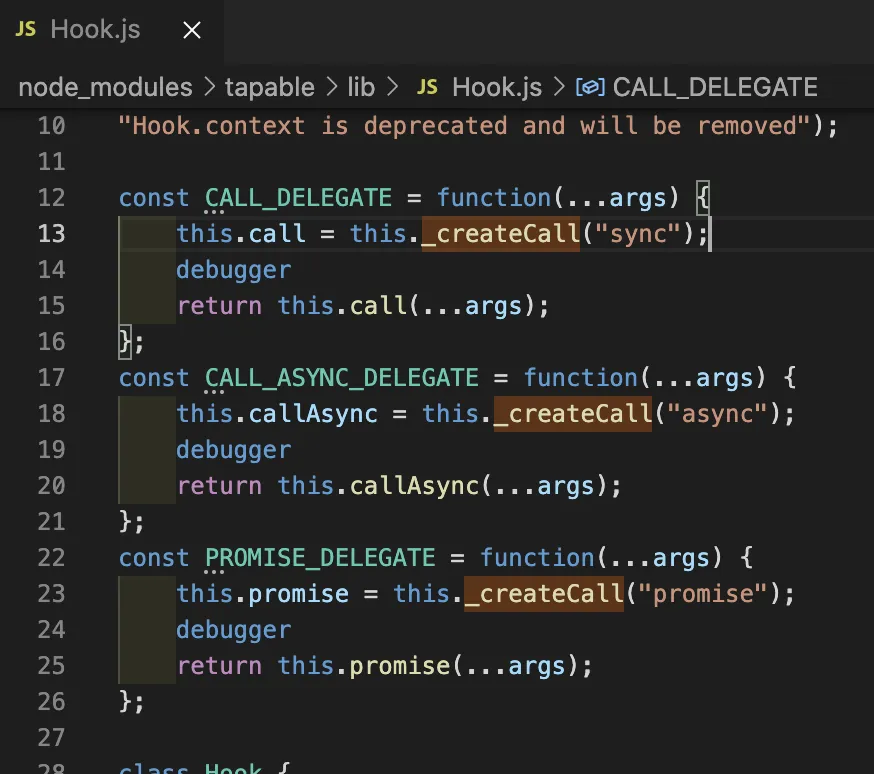 JS Hook.js ×
node_modules > tapable > lib > JS Hook.js > CALL_DELEGATE
10 "Hook.context is deprecated and will be removed");
11
12 const CALL_DELEGATE = function(...args) {
13 this.call = this._createCall("sync");
14 debugger
15 return this.call(...args);
16 };
17 const CALL_ASYNC_DELEGATE = function(...args) {
18 this.callAsync = this._createCall("async");
19 debugger
20 return this.callAsync(...args);
21 };
22 const PROMISE_DELEGATE = function(...args) {
23 this.promise = this._createCall("promise");
24 debugger
25 return this.promise(...args);
26 };
27
28 class Hook {